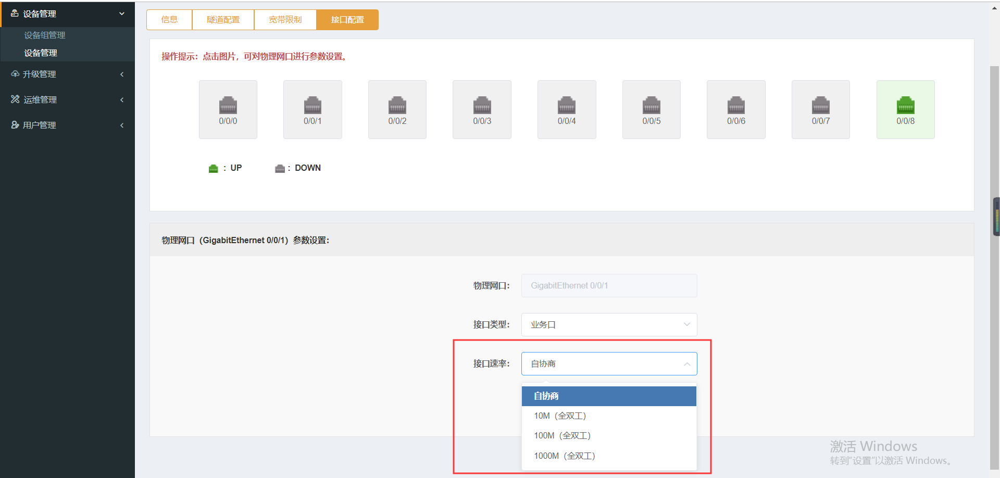 设备管理
设备组管理
设备管理
升级管理
运维管理
用户管理
信息
隧道配置
宽带限制
接口配置
操作提示：点击图片，可对物理网口进行参数设置。
0/0/0
0/0/1
0/0/2
0/0/3
0/0/4
0/0/5
0/0/6
0/0/7
0/0/8
： UP
： DOWN
物理网口（GigabitEthernet 0/0/1）参数设置：
物理网口：
GigabitEthernet 0/0/1
接口类型：
业务口
接口速率：
自协商
自协商
10M（全双工）
100M（全双工）
1000M（全双工）
激活 Windows
转到"设置"以激活 Windows。